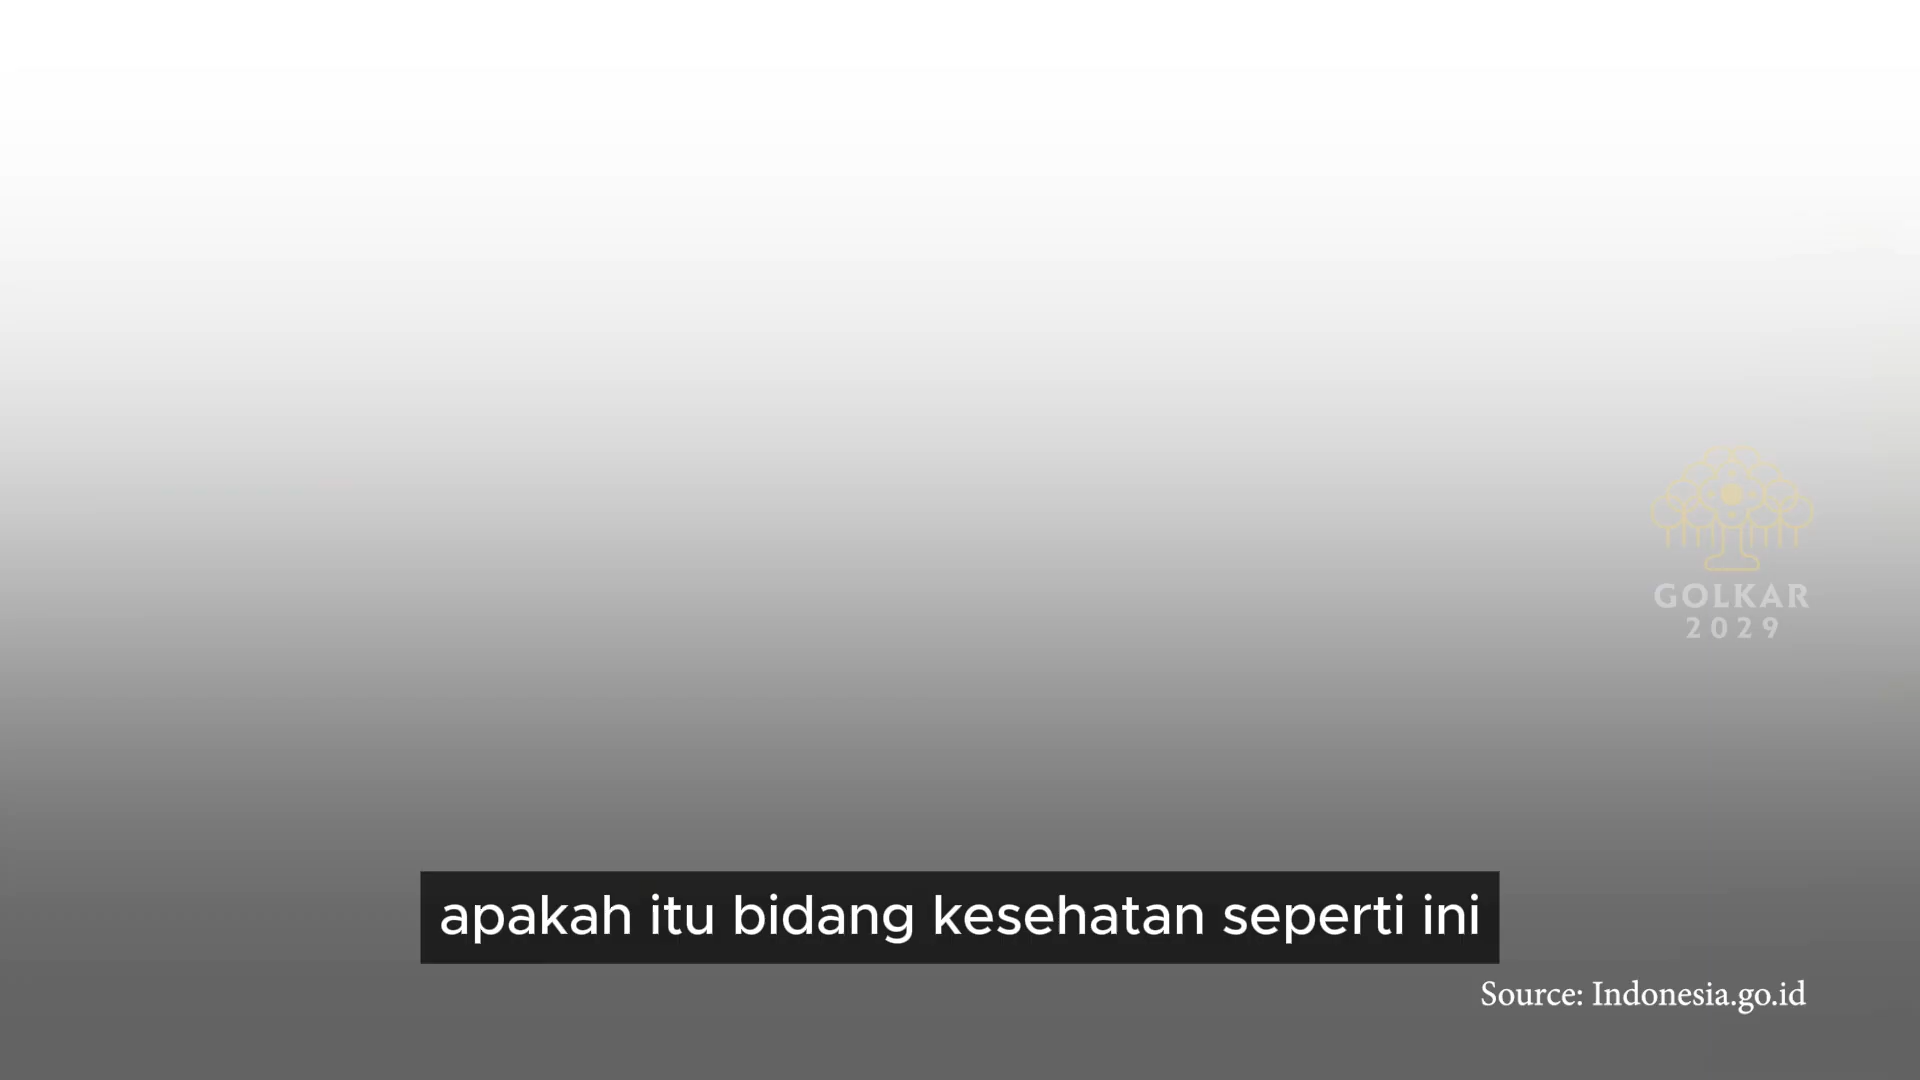 GOLKAR
2029
apakah itu bidang kesehatan seperti ini
Source: Indonesia.go.id